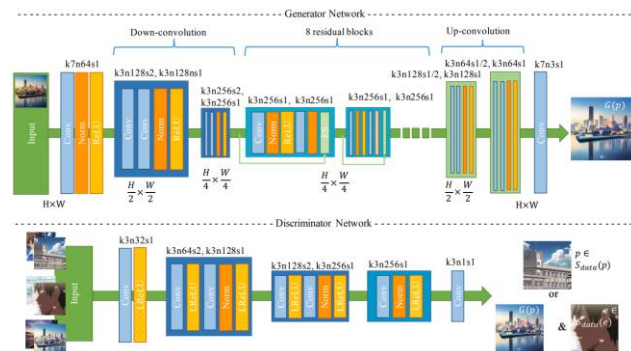 Generator Network
Down-convolution
8 residual blocks
Up-convolution
k7n64s1
k3n128s2, k3n128ns1
k3n256s2,
k3n256s1
k3n256s1, k3n256s1
k3n256s1, k3n256s1
k3n128s1/2,
k3n128s1
k3n64s1/2, k3n64s1
k7n3s1
Input
Conv
Norm
ReLU
Conv
Conv
Norm
ReLU
Conv
Norm
ReLU
Conv
Norm
ES
Conv
G(p)
H×W
H/2 × W/2
H/4 × W/4
H/4 × W/4
H/2 × W/2
H×W
Discriminator Network
k3n32s1
k3n64s2, k3n128s1
k3n128s2, k3n256s1
k3n256s1
k3n1s1
Input
Conv
LReLU
Conv
LReLU
Conv
Norm
LReLU
Conv
LReLU
Conv
Norm
LReLU
Conv
Norm
LReLU
Conv
p ∈
S_data(p)
or
G(p)
&
e ∈
S_data(e)